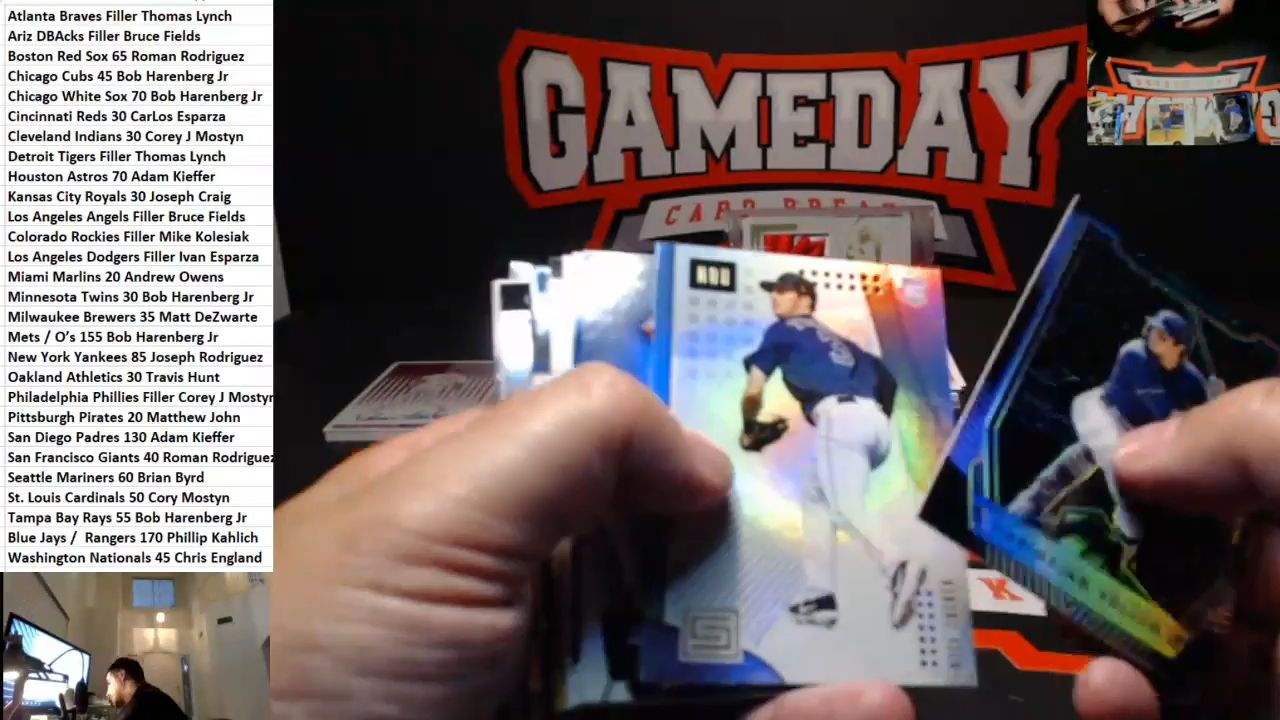 Atlanta Braves Filler Thomas Lynch
Ariz DBAcks Filler Bruce Fields
Boston Red Sox 65 Roman Rodriguez
Chicago Cubs 45 Bob Harenberg Jr
Chicago White Sox 70 Bob Harenberg Jr
Cincinnati Reds 30 CarLos Esparza
Cleveland Indians 30 Corey J Mostyn
Detroit Tigers Filler Thomas Lynch
Houston Astros 70 Adam Kieffer
Kansas City Royals 30 Joseph Craig
Los Angeles Angels Filler Bruce Fields
Colorado Rockies Filler Mike Kolesiak
Los Angeles Dodgers Filler Ivan Esparza
Miami Marlins 20 Andrew Owens
Minnesota Twins 30 Bob Harenberg Jr
Milwaukee Brewers 35 Matt DeZwarte
Mets / O's 155 Bob Harenberg Jr
New York Yankees 85 Joseph Rodriguez
Oakland Athletics 30 Travis Hunt
Philadelphia Phillies Filler Corey J Mostyn
Pittsburgh Pirates 20 Matthew John
San Diego Padres 130 Adam Kieffer
San Francisco Giants 40 Roman Rodriguez
Seattle Mariners 60 Brian Byrd
St. Louis Cardinals 50 Cory Mostyn
Tampa Bay Rays 55 Bob Harenberg Jr
Blue Jays /  Rangers 170 Phillip Kahlich
Washington Nationals 45 Chris England
GAMEDAY
CARD BREAK